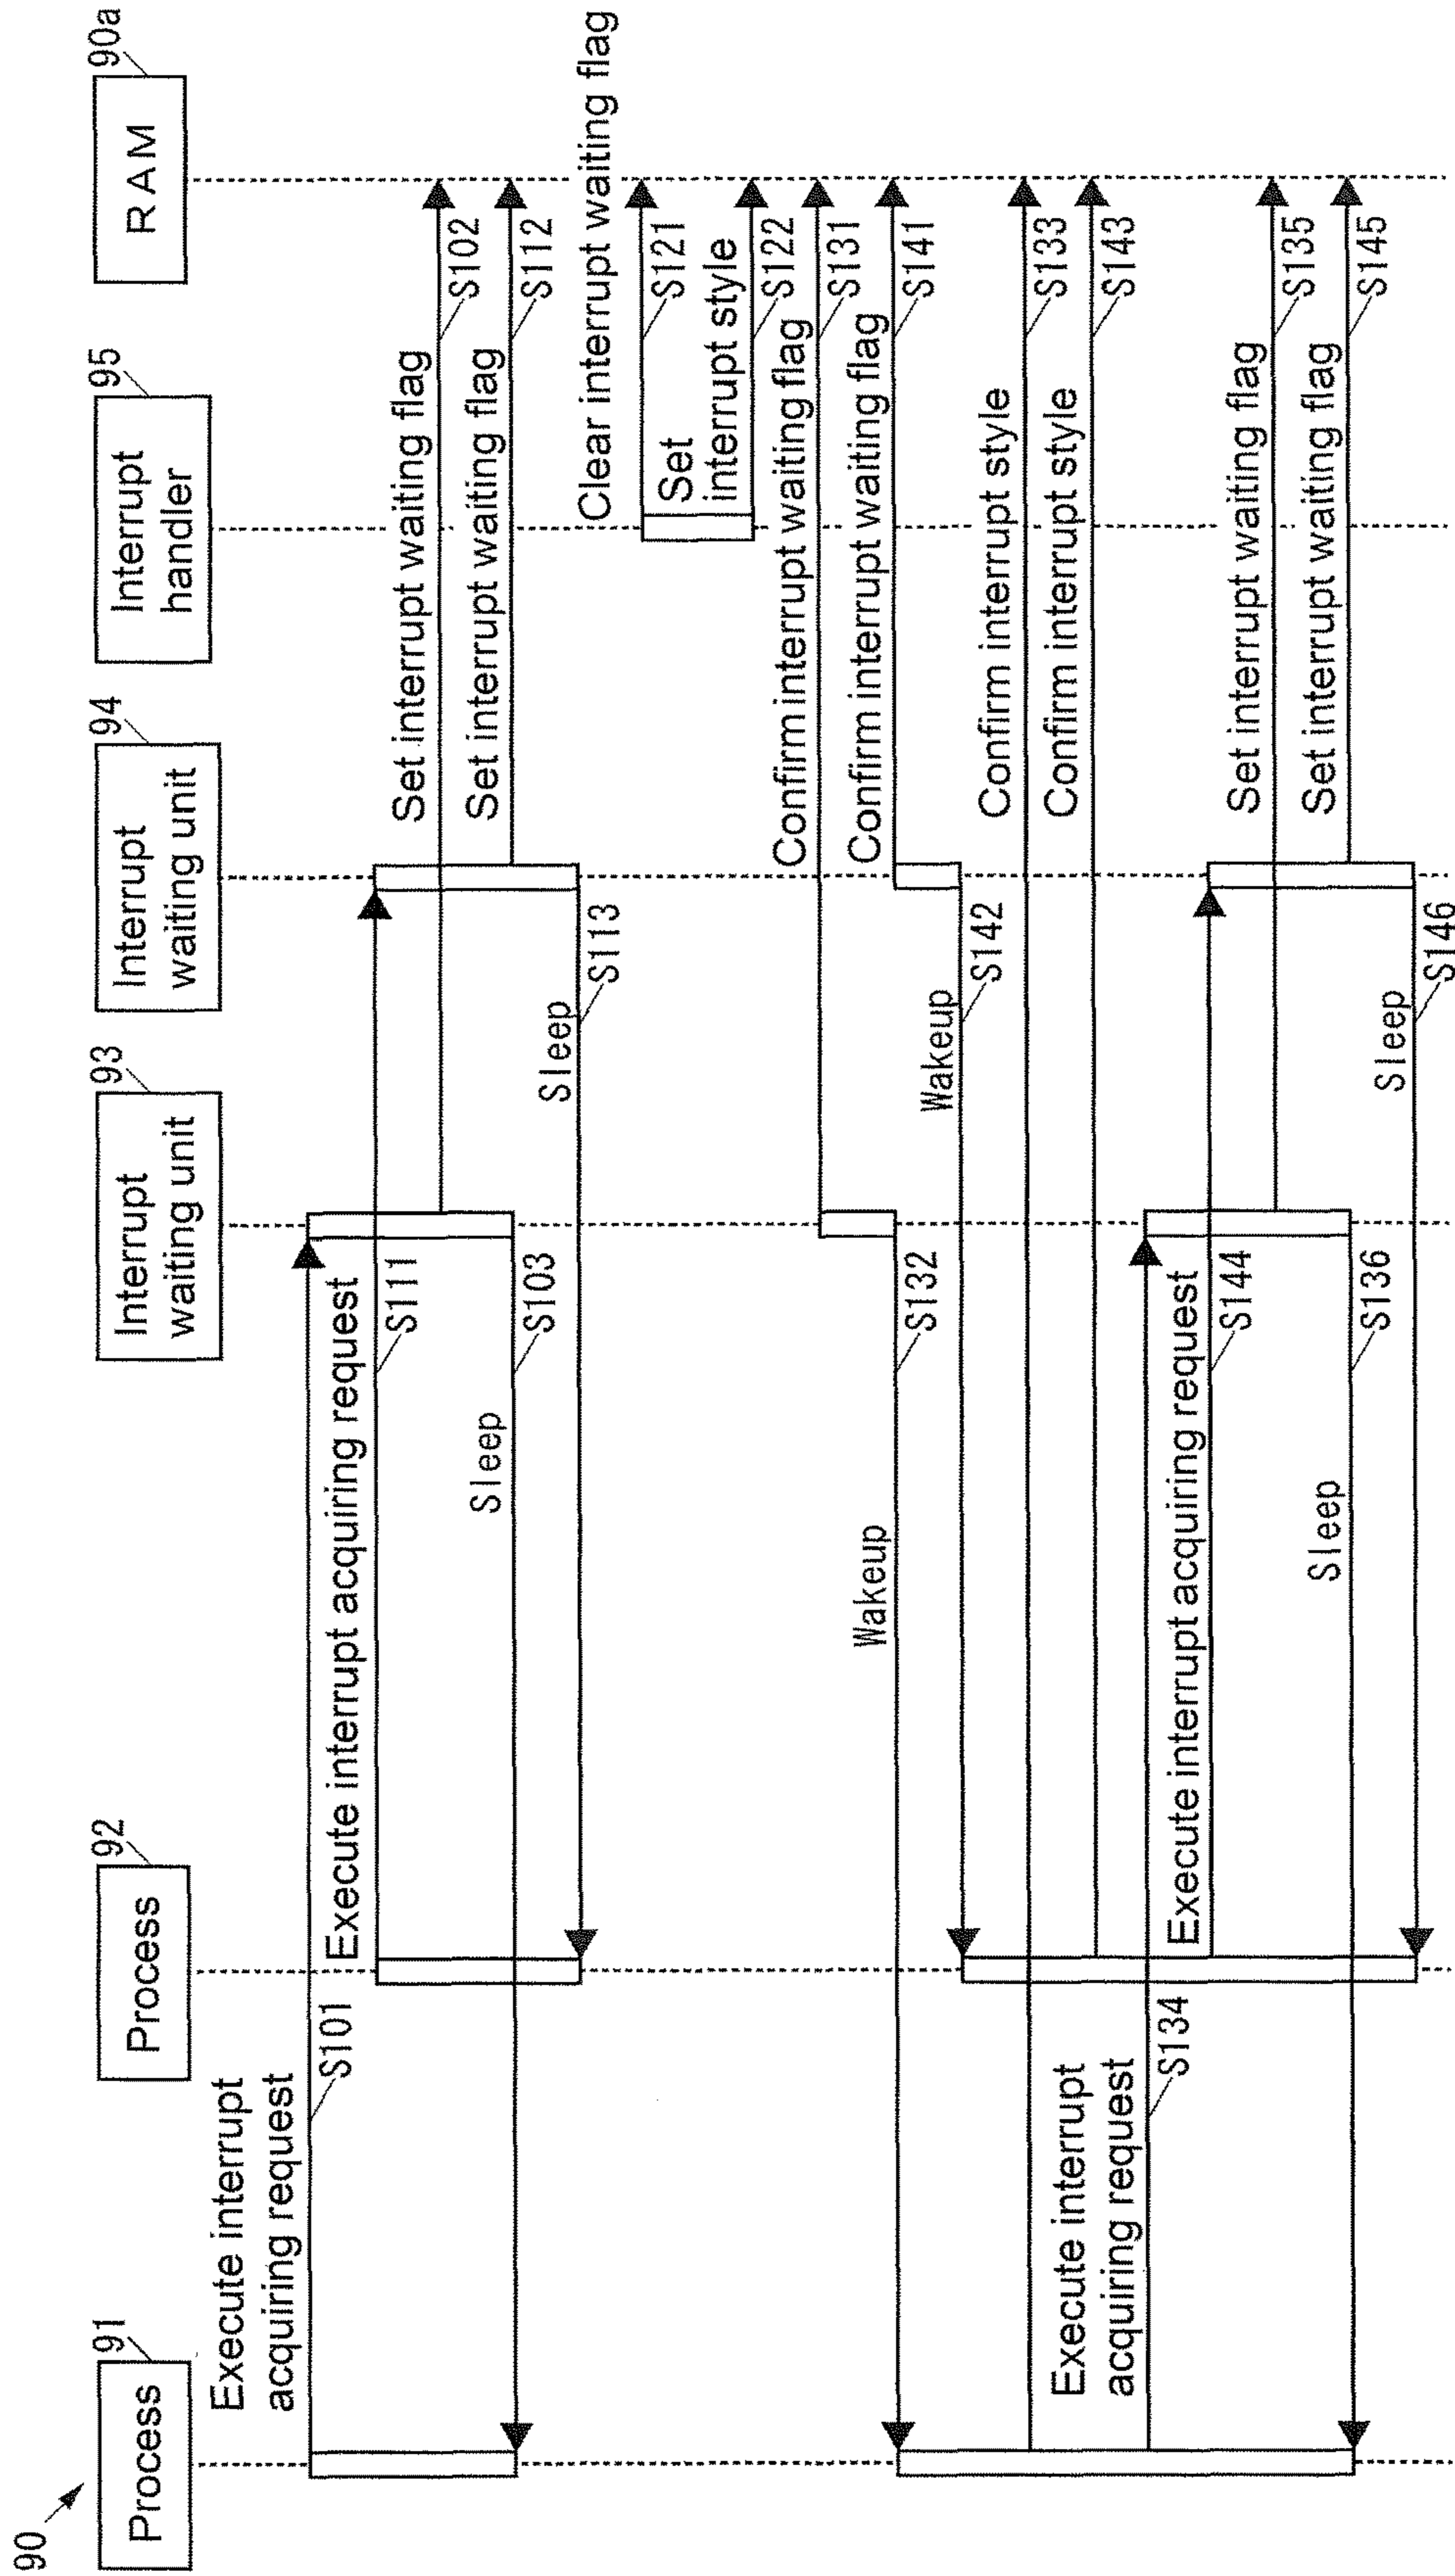 90
91
Process
92
Process
93
Interrupt
waiting unit
94
Interrupt
waiting unit
95
Interrupt
handler
90a
RAM
Execute interrupt
acquiring request
S101
Execute interrupt acquiring request
S111
Set interrupt waiting flag
S102
Set interrupt waiting flag
S112
Sleep
S103
Sleep
S113
Clear interrupt waiting flag
S121
Set
interrupt style
S122
Confirm interrupt waiting flag
S131
Confirm interrupt waiting flag
S141
Wakeup
S132
Wakeup
S142
Confirm interrupt style
S133
Confirm interrupt style
S143
Execute interrupt
acquiring request
S134
Execute interrupt acquiring request
S144
Set interrupt waiting flag
S135
Set interrupt waiting flag
S145
Sleep
S136
Sleep
S146